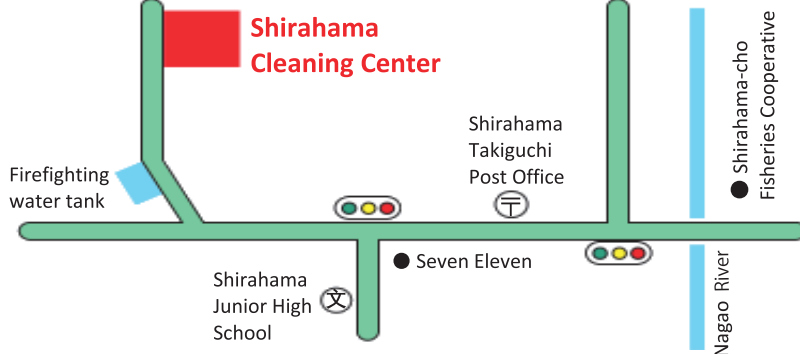 Shirahama
Cleaning Center
Shirahama-cho
Fisheries Cooperative
Shirahama
Takiguchi
Post Office
〒
Firefighting
water tank
Seven Eleven
Shirahama
Junior High
School
文
Nagao River